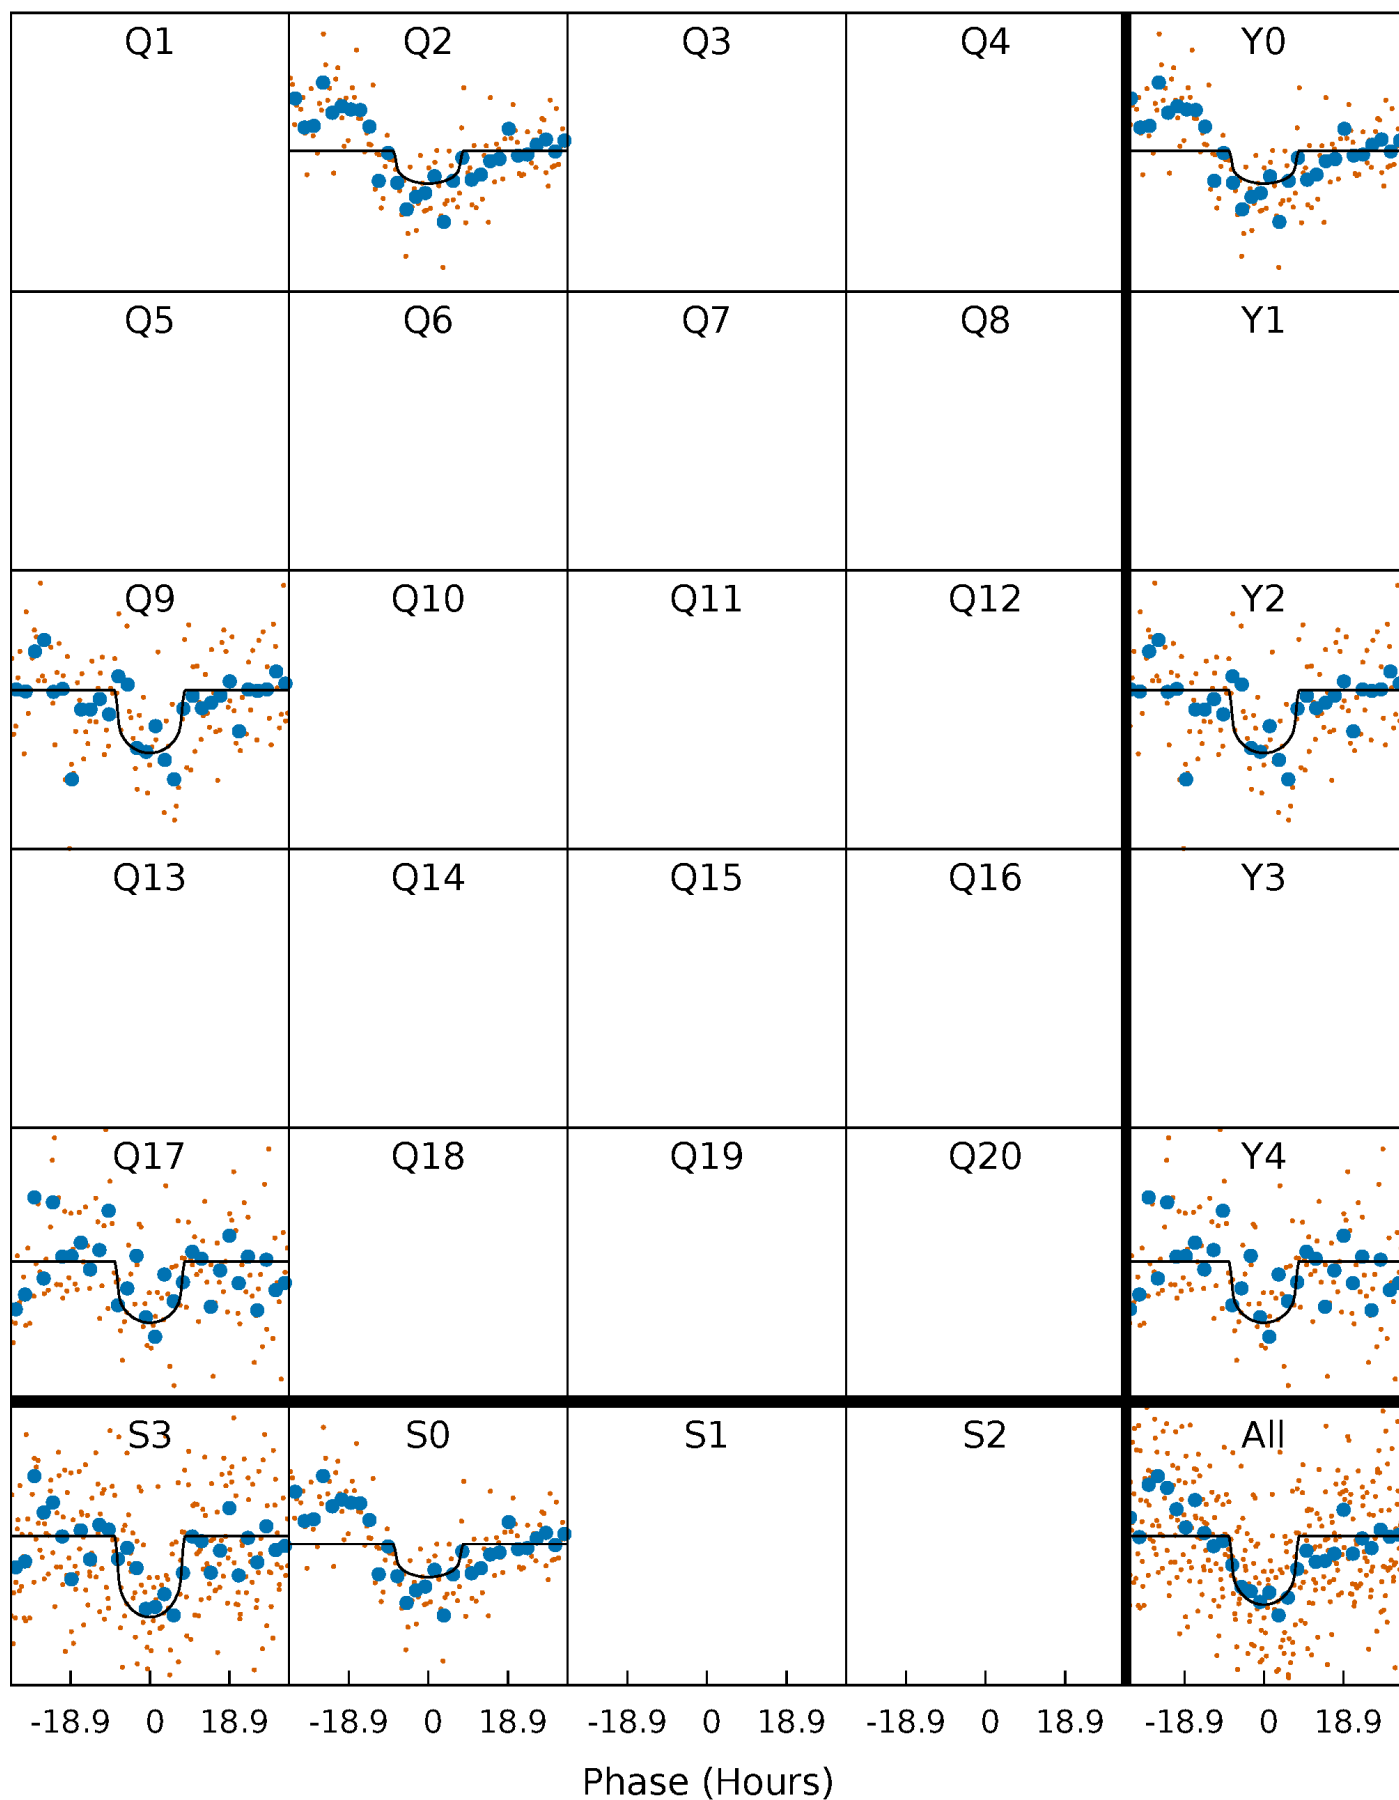 Q1 Q2 Q3 Q4 Y0
Q5 Q6 Q7 Q8 Y1
Q9 Q10 Q11 Q12 Y2
Q13 Q14 Q15 Q16 Y3
Q17 Q18 Q19 Q20 Y4
S3 S0 S1 S2 All
-18.9 0 18.9 -18.9 0 18.9 -18.9 0 18.9 -18.9 0 18.9 -18.9 0 18.9
Phase (Hours)